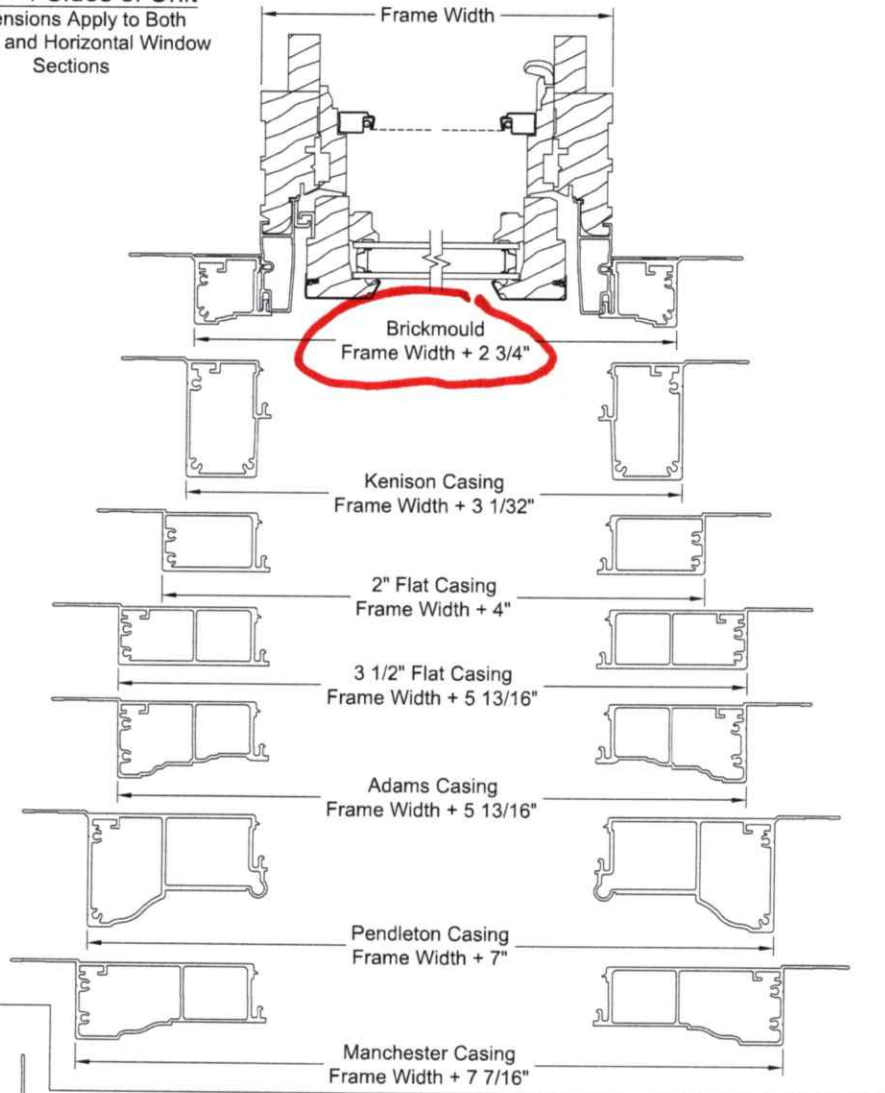 Unit
Dimensions Apply to Both
and Horizontal Window
Sections
Frame Width
Brickmould
Frame Width + 2 3/4"
Kenison Casing
Frame Width + 3 1/32"
2" Flat Casing
Frame Width + 4"
3 1/2" Flat Casing
Frame Width + 5 13/16"
Adams Casing
Frame Width + 5 13/16"
Pendleton Casing
Frame Width + 7"
Manchester Casing
Frame Width + 7 7/16"